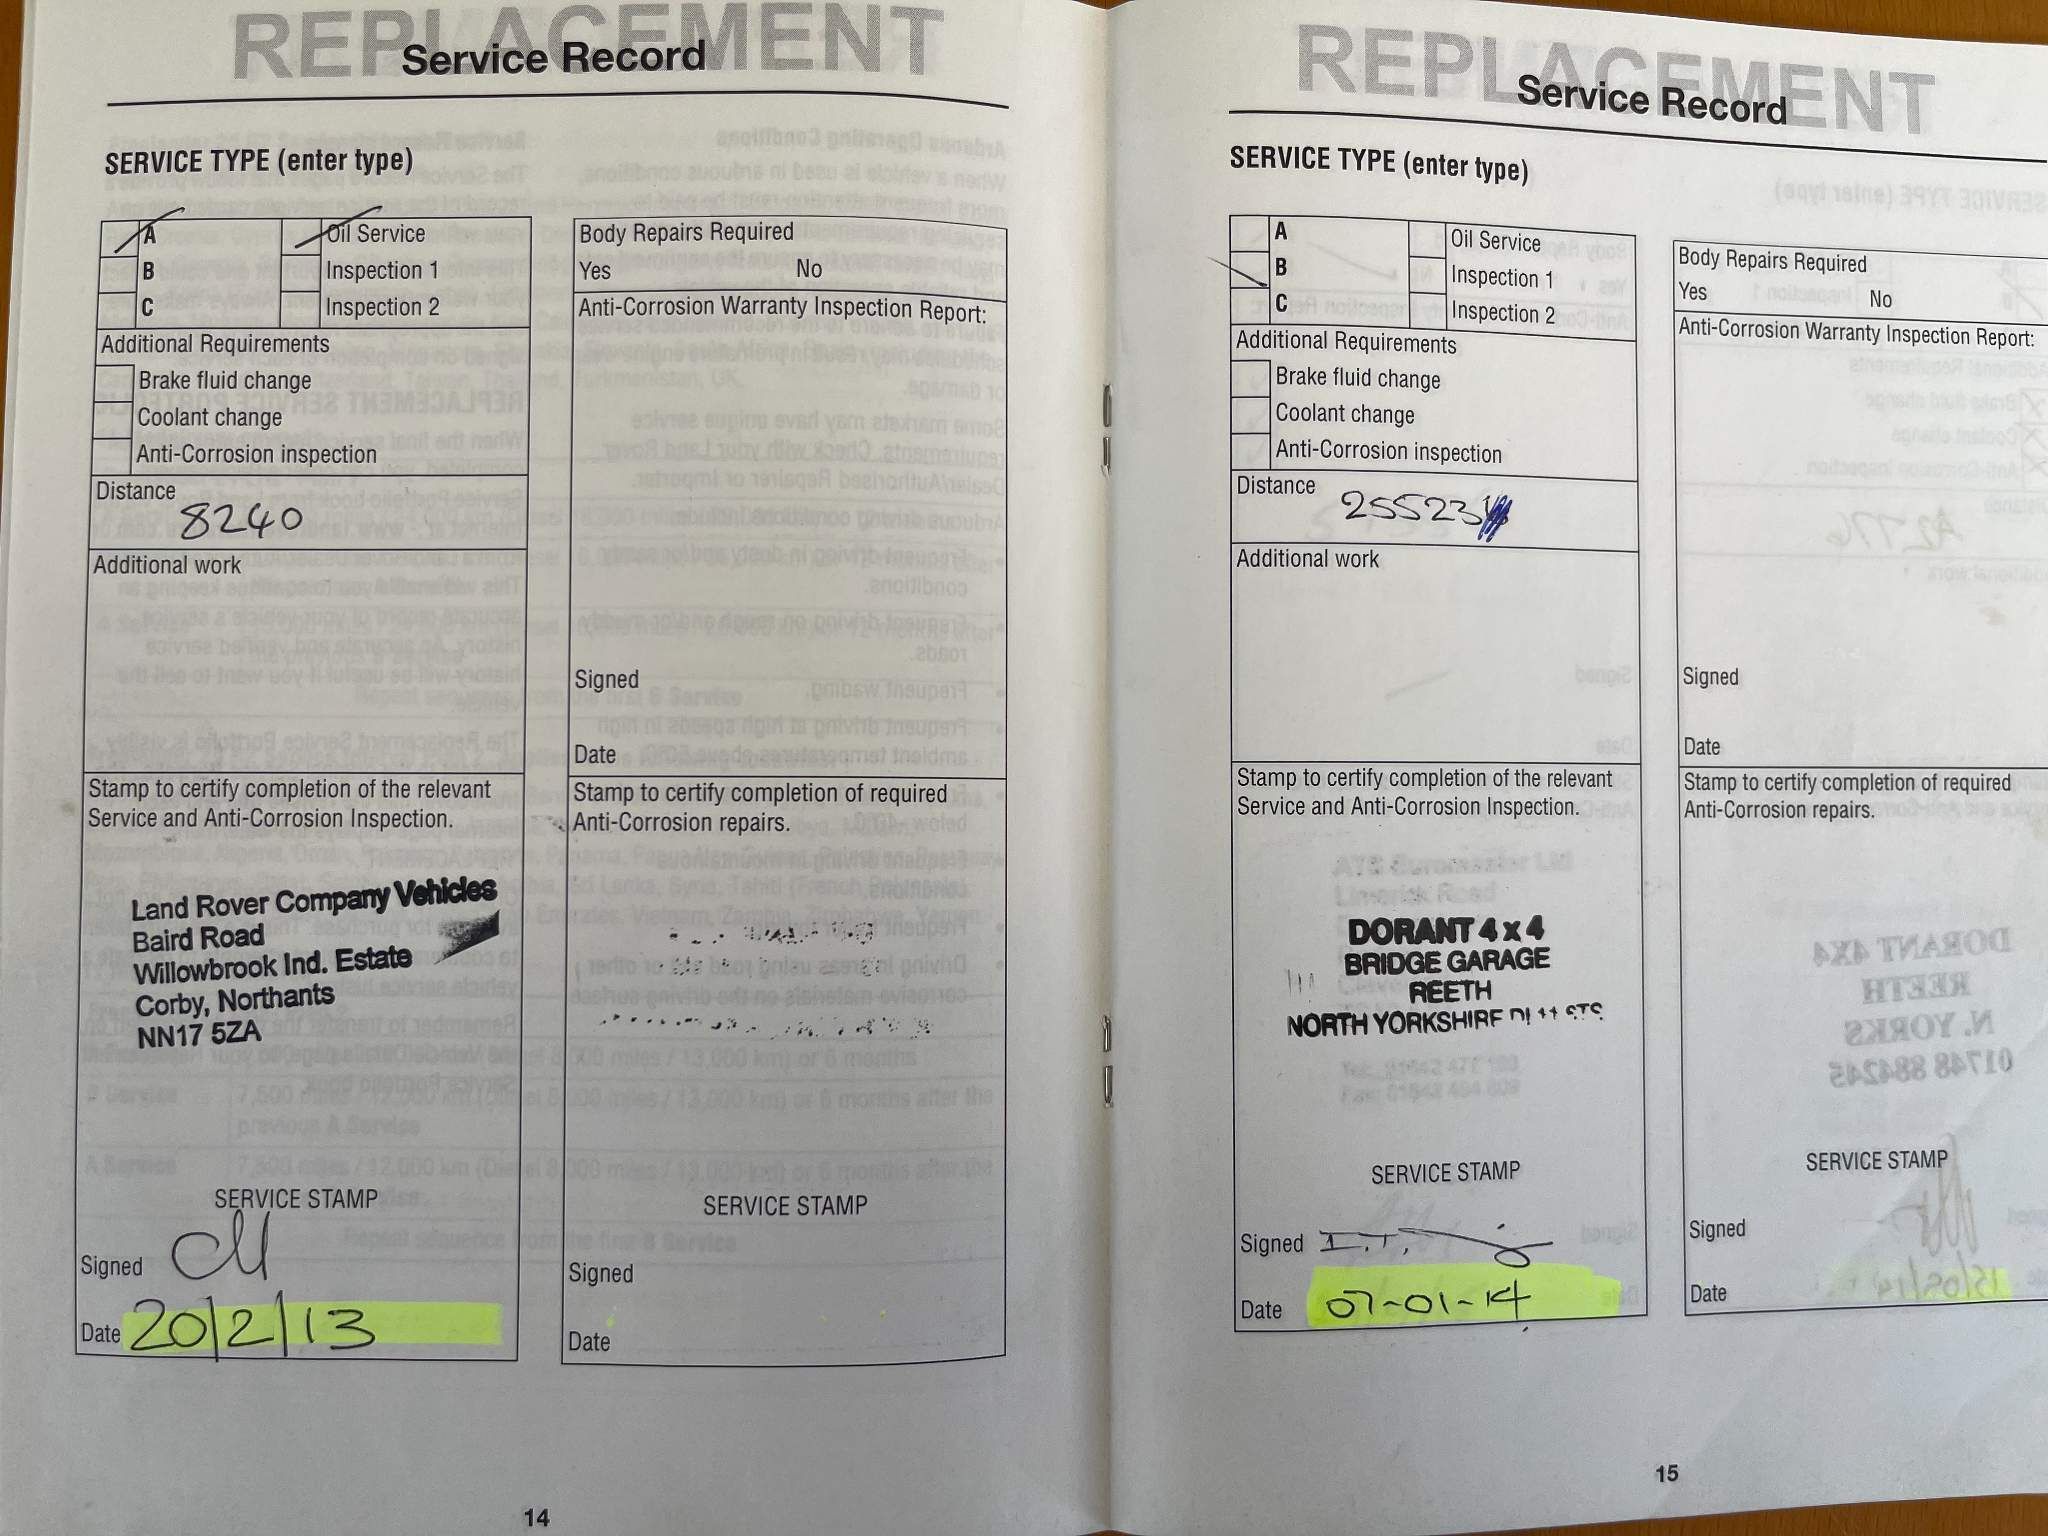 REPLACEMENT
Service Record
SERVICE TYPE (enter type)
A
Oil Service
B
Inspection 1
C
Inspection 2
Additional Requirements
Brake fluid change
Coolant change
Anti-Corrosion inspection
Distance
8240
Additional work
Stamp to certify completion of the relevant
Service and Anti-Corrosion Inspection.
Land Rover Company Vehicles
Baird Road
Willowbrook Ind. Estate
Corby, Northants
NN17 5ZA
SERVICE STAMP
Signed
Date 20/2/13
Body Repairs Required
Yes No
Anti-Corrosion Warranty Inspection Report:
Signed
Date
Stamp to certify completion of required
Anti-Corrosion repairs.
SERVICE STAMP
Signed
Date
14
REPLACEMENT
Service Record
SERVICE TYPE (enter type)
A
Oil Service
B
Inspection 1
C
Inspection 2
Additional Requirements
Brake fluid change
Coolant change
Anti-Corrosion inspection
Distance
25523
Additional work
Stamp to certify completion of the relevant
Service and Anti-Corrosion Inspection.
DORANT 4 x 4
BRIDGE GARAGE
REETH
NORTH YORKSHIRE
SERVICE STAMP
Signed
Date 07-01-14
Body Repairs Required
Yes No
Anti-Corrosion Warranty Inspection Report:
Signed
Date
Stamp to certify completion of required
Anti-Corrosion repairs.
SERVICE STAMP
Signed
Date
15